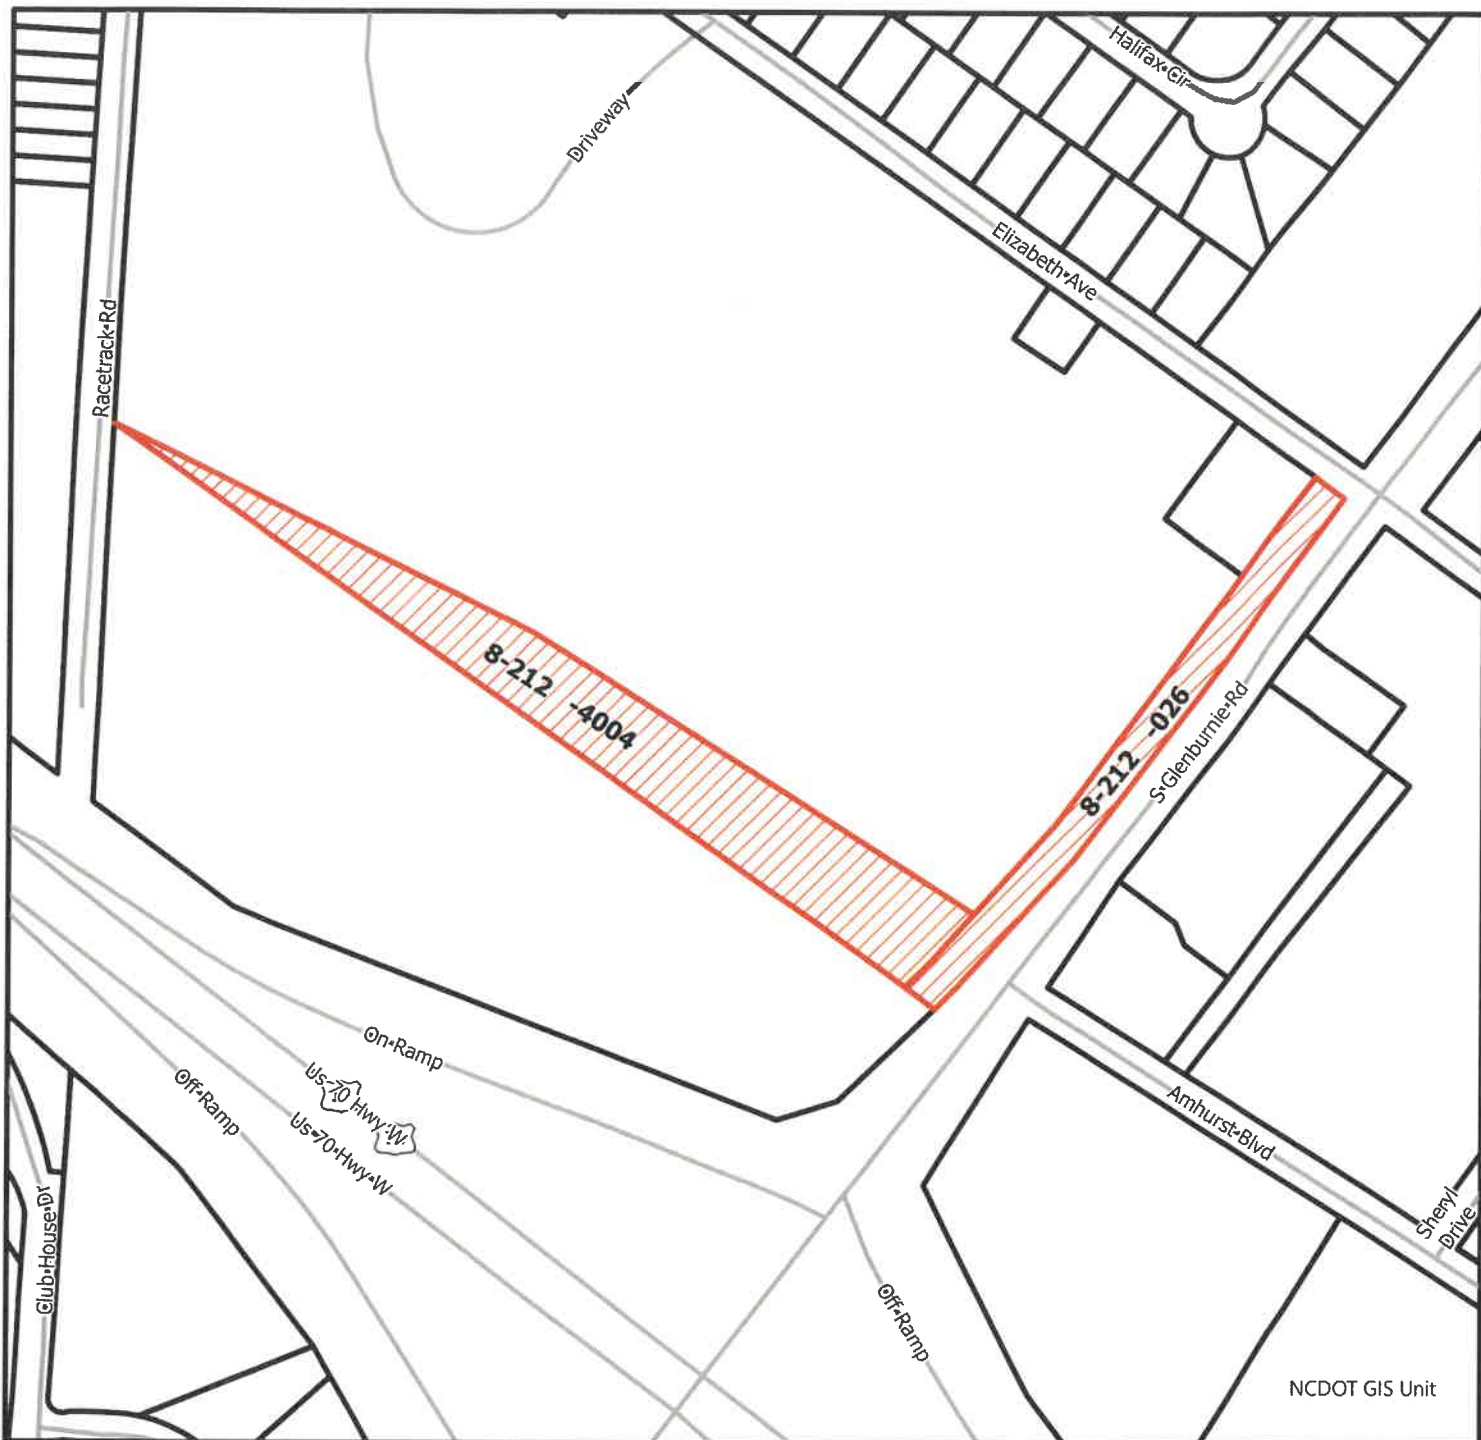 Halifax Cir
Driveway
Elizabeth Ave
Racetrack Rd
8-212 -4004
8-212 -026
S Glenburnie Rd
On Ramp
Us-70 Hwy W
Off Ramp
Us-70 Hwy W
Amhurst Blvd
Club House Dr
Sheryl
Drive
Off Ramp
NCDOT GIS Unit